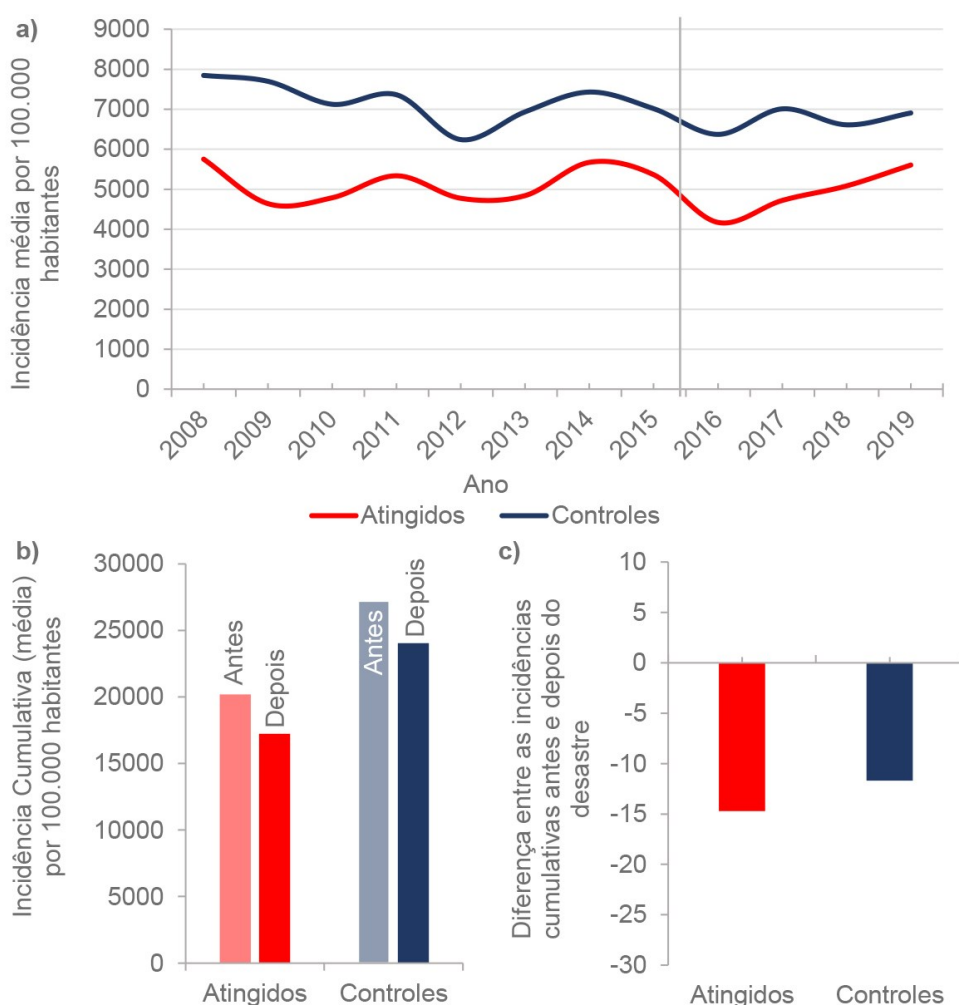 a)
Incidência média por 100.000
habitantes
9000
8000
7000
6000
5000
4000
3000
2000
1000
0
2008
2009
2010
2011
2012
2013
2014
2015
2016
2017
2018
2019
Ano
Atingidos
Controles
b)
Incidência Cumulativa (média)
por 100.000 habitantes
30000
25000
20000
15000
10000
5000
0
Antes
Depois
Antes
Depois
Atingidos
Controles
c)
Diferença entre as incidências
cumulativas antes e depois do
desastre
10
5
0
-5
-10
-15
-20
-25
-30
Atingidos
Controles